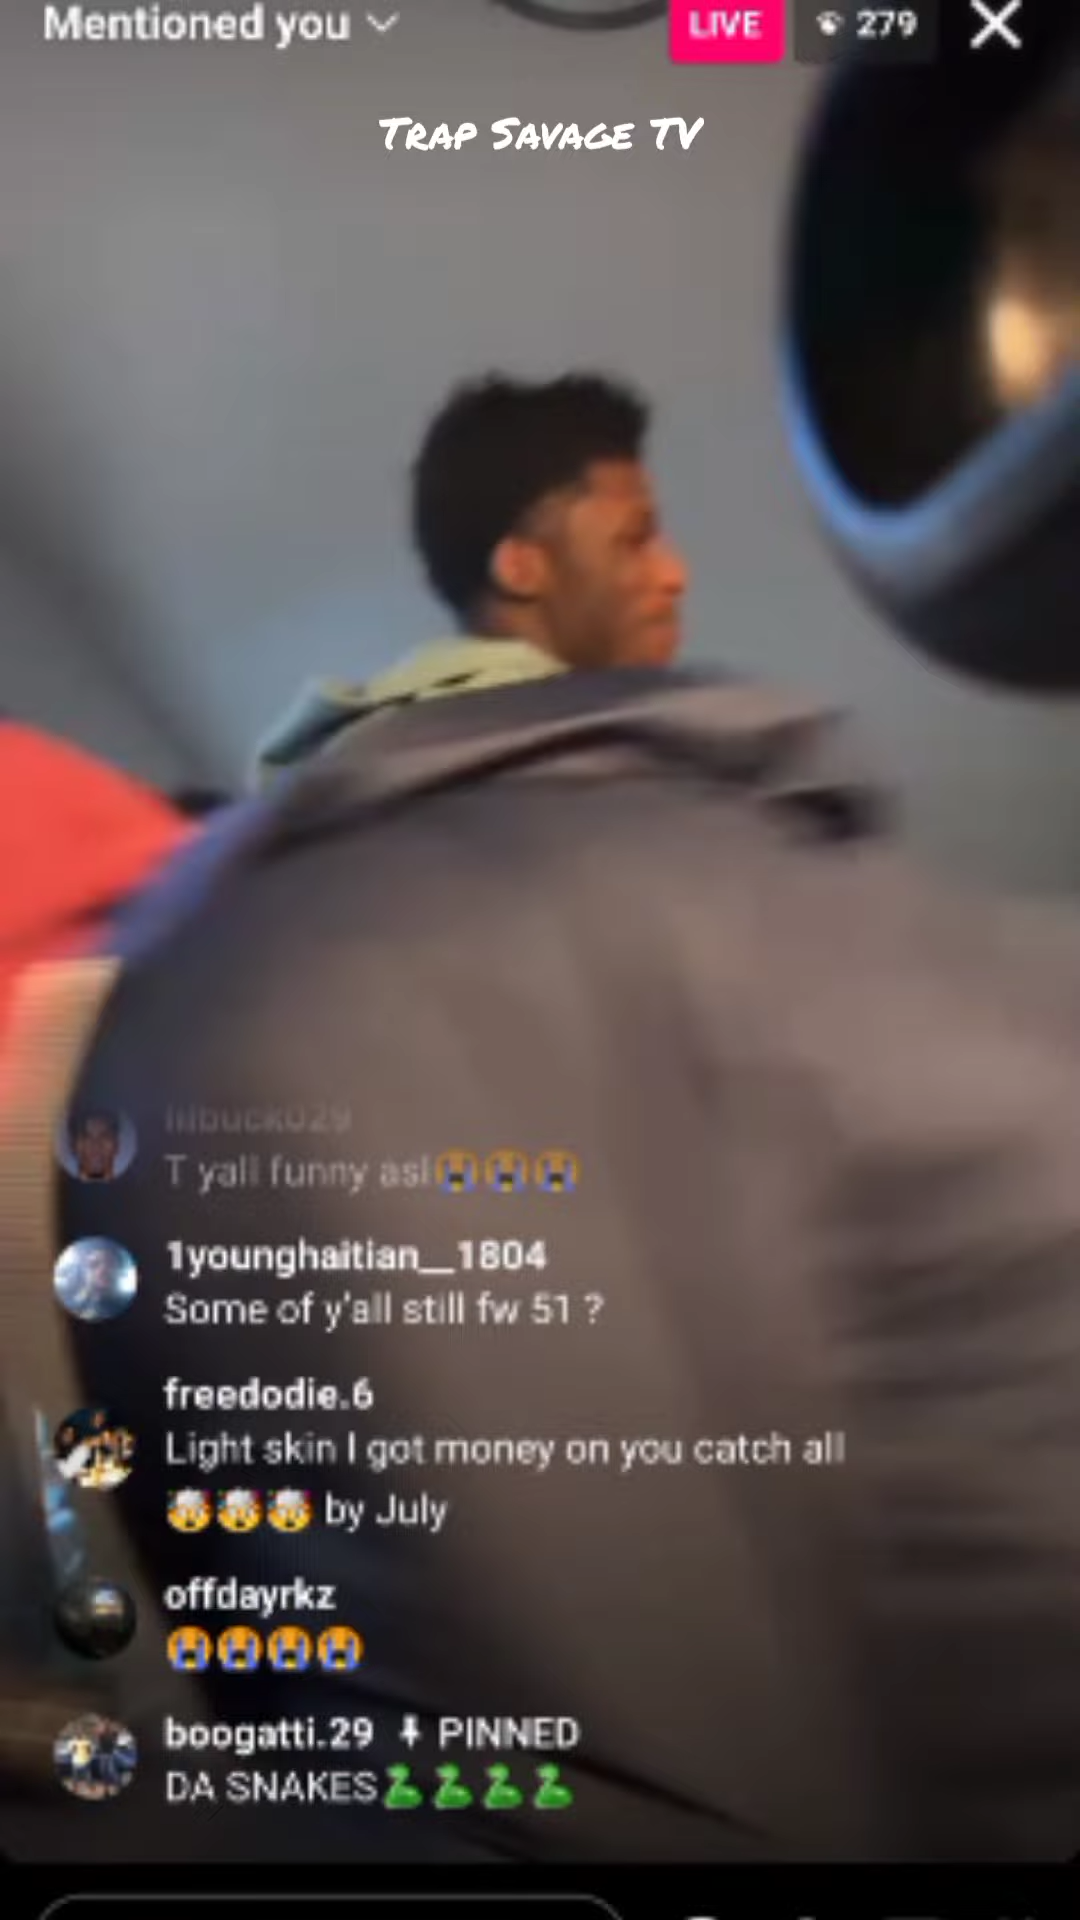 Mentioned you
LIVE
279
TRAP SAVAGE TV
T yall funny asl😭😭😭
1younghaitian__1804
Some of y'all still fw 51 ?
freedodie.6
Light skin I got money on you catch all
🤯🤯🤯 by July
offdayrkz
😭😭😭😭
boogatti.29 PINNED
DA SNAKES🐍🐍🐍🐍